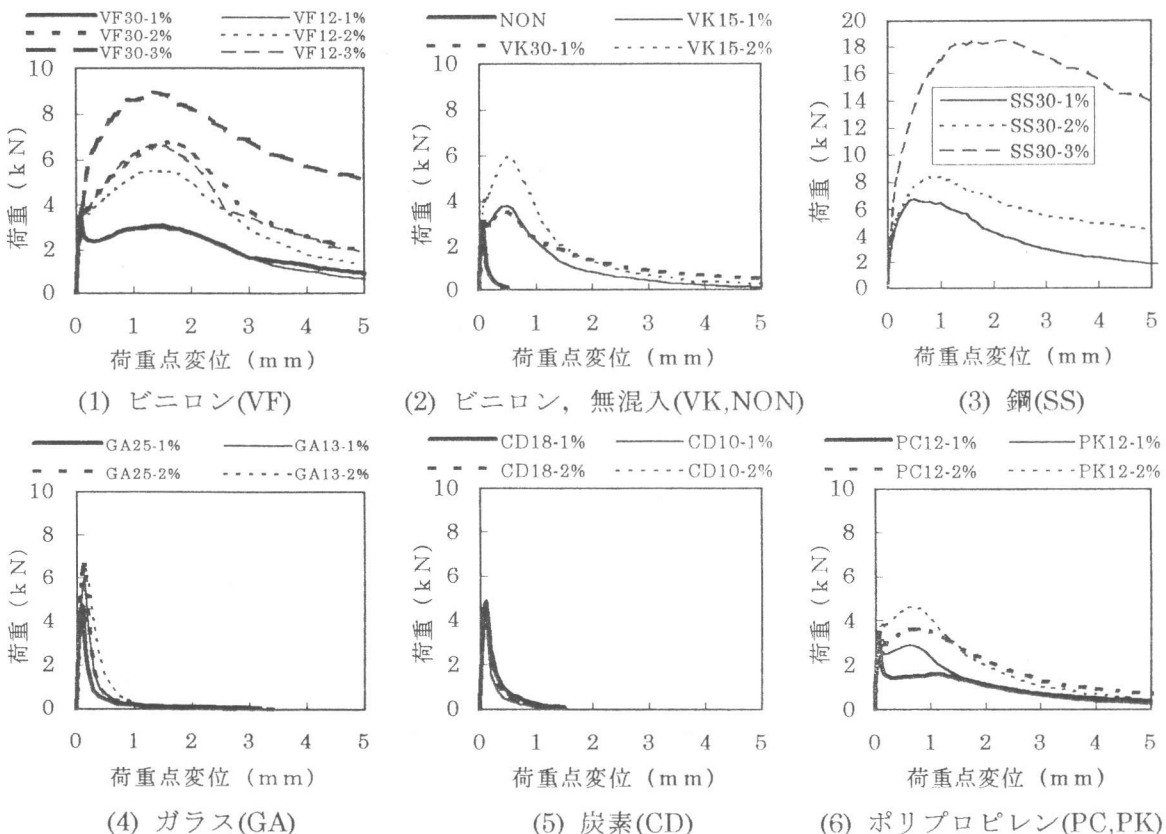 VF30-1% VF12-1%
VF30-2% VF12-2%
VF30-3% VF12-3%
10
8
6
4
2
0
荷重 (kN)
0 1 2 3 4 5
荷重点変位 (mm)
(1) ビニロン(VF)
NON VK15-1%
VK30-1% VK15-2%
10
8
6
4
2
0
荷重 (kN)
0 1 2 3 4 5
荷重点変位 (mm)
(2) ビニロン, 無混入(VK,NON)
20
18
16
14
12
10
8
6
4
2
0
荷重 (kN)
SS30-1%
SS30-2%
SS30-3%
0 1 2 3 4 5
荷重点変位 (mm)
(3) 鋼(SS)
GA25-1% GA13-1%
GA25-2% GA13-2%
10
8
6
4
2
0
荷重 (kN)
0 1 2 3 4 5
荷重点変位 (mm)
(4) ガラス(GA)
CD18-1% CD10-1%
CD18-2% CD10-2%
10
8
6
4
2
0
荷重 (kN)
0 1 2 3 4 5
荷重点変位 (mm)
(5) 炭素(CD)
PC12-1% PK12-1%
PC12-2% PK12-2%
10
8
6
4
2
0
荷重 (kN)
0 1 2 3 4 5
荷重点変位 (mm)
(6) ポリプロピレン(PC,PK)